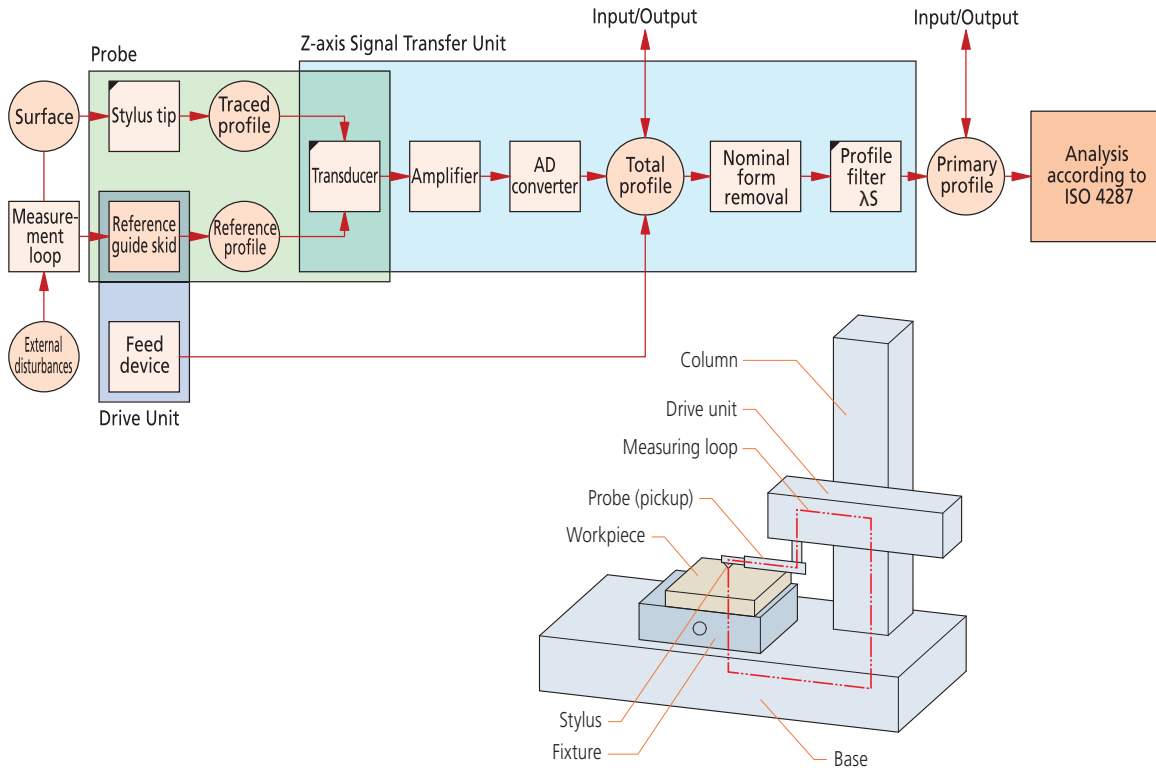 Input/Output
Input/Output
Z-axis Signal Transfer Unit
Probe
Surface
Stylus tip
Traced
profile
Transducer
Amplifier
AD
converter
Total
profile
Nominal
form
removal
Profile
filter
λS
Primary
profile
Analysis
according to
ISO 4287
Measure-
ment
loop
Reference
guide skid
Reference
profile
External
disturbances
Feed
device
Drive Unit
Column
Drive unit
Measuring loop
Probe (pickup)
Workpiece
Stylus
Fixture
Base